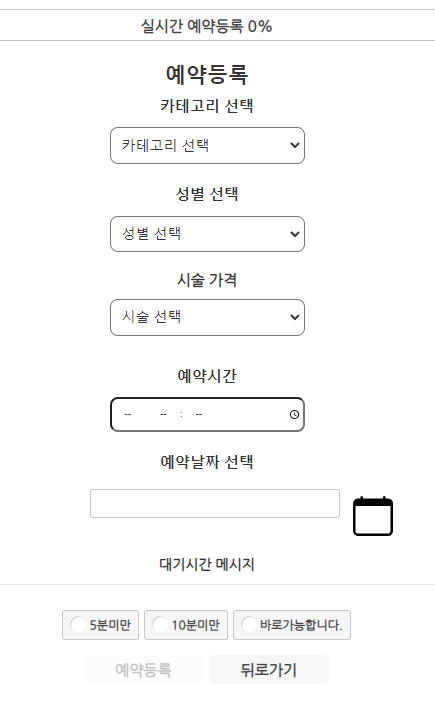 실시간 예약등록 0%
예약등록
카테고리 선택
카테고리 선택
성별 선택
성별 선택
시술 가격
시술 선택
예약시간
-- -- : --
예약날짜 선택
대기시간 메시지
5분미만 10분미만 바로가능합니다.
예약등록 뒤로가기